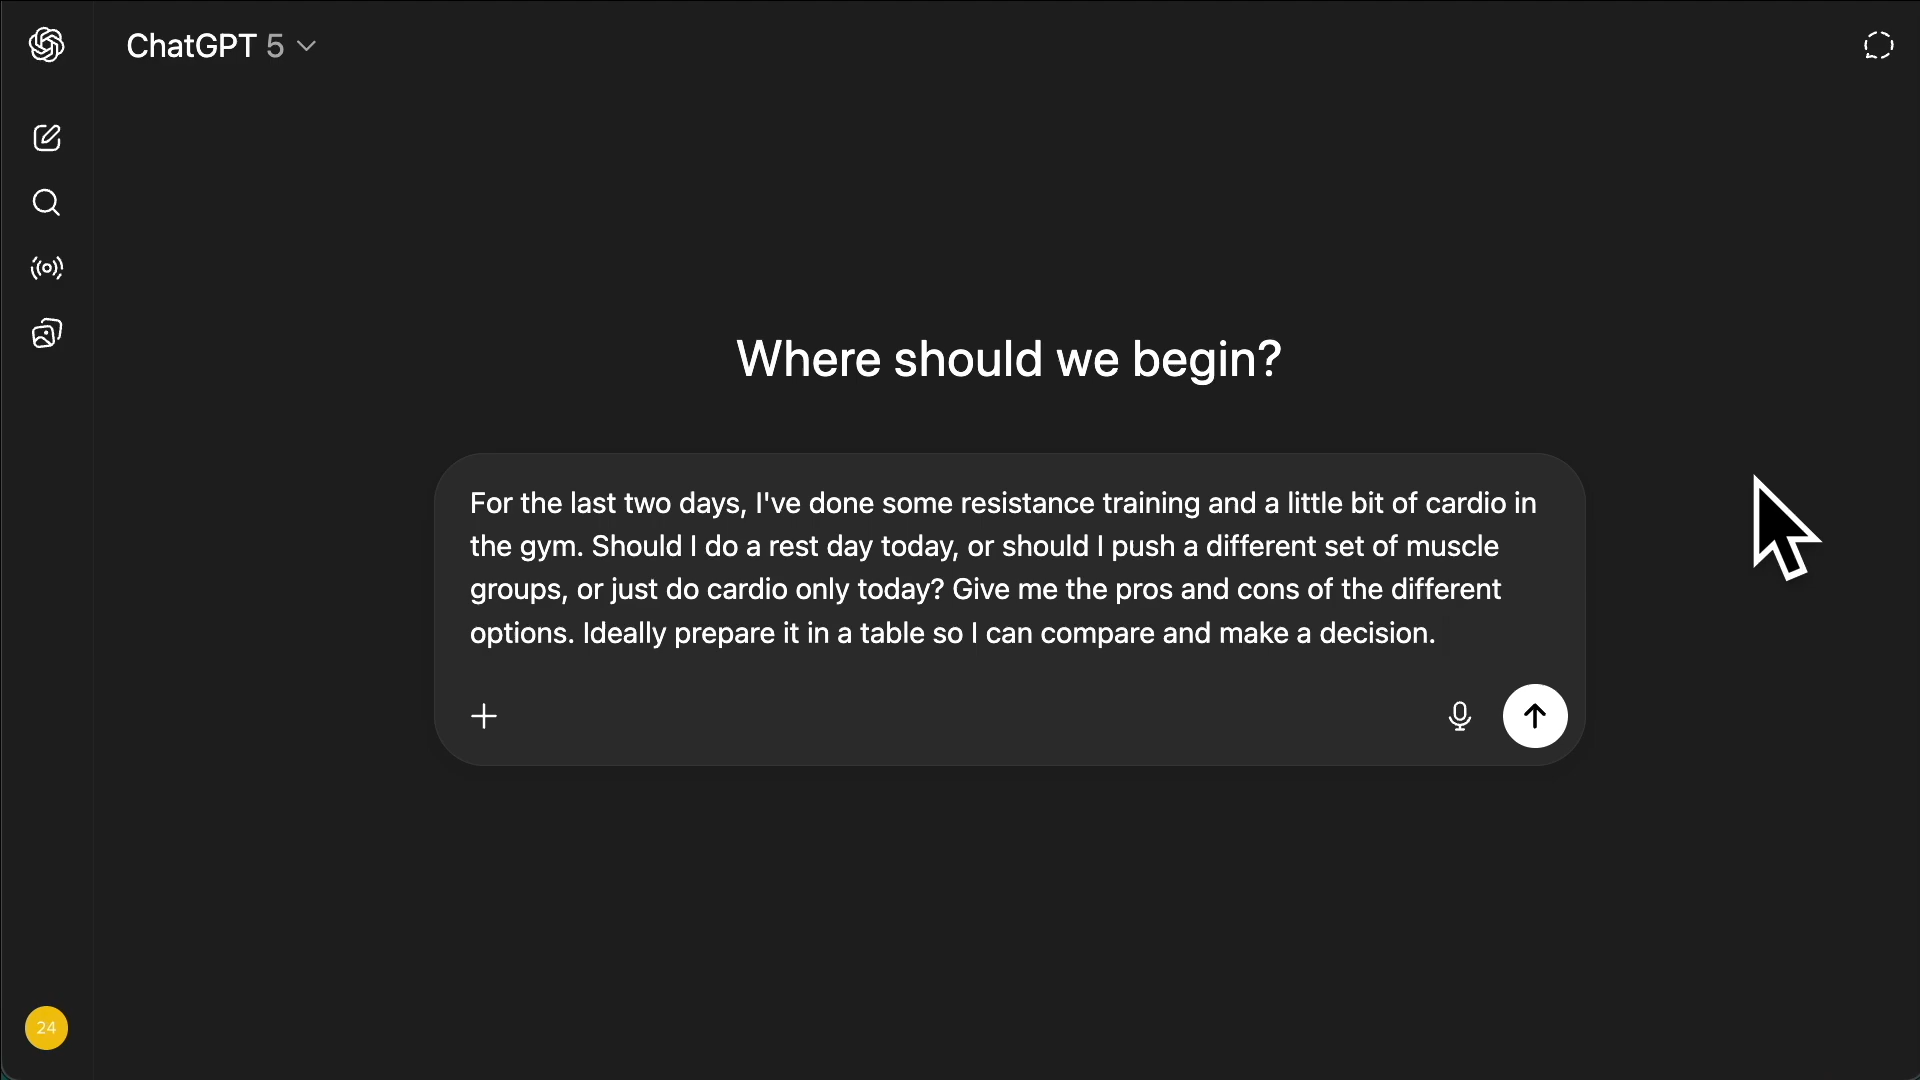 ChatGPT 5
Where should we begin?
For the last two days, I've done some resistance training and a little bit of cardio in
the gym. Should I do a rest day today, or should I push a different set of muscle
groups, or just do cardio only today? Give me the pros and cons of the different
options. Ideally prepare it in a table so I can compare and make a decision.
24